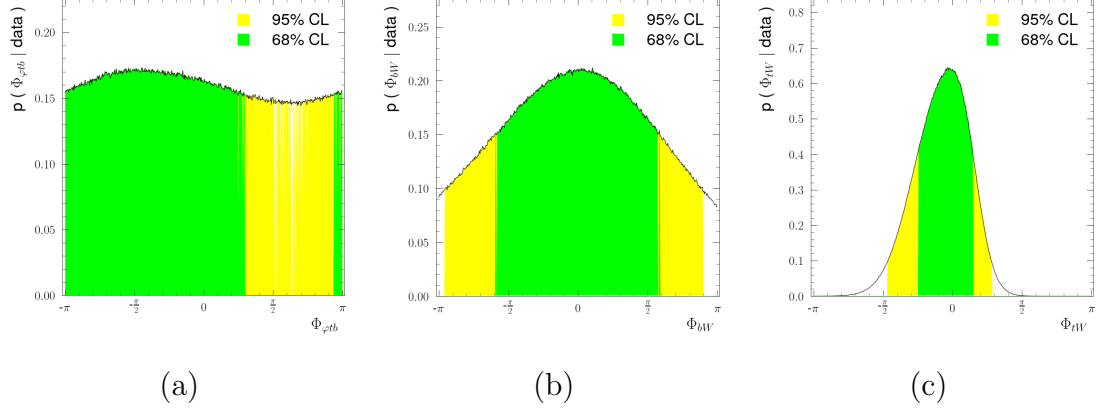 p ( Φφtb | data)
95% CL
68% CL
0.20
0.15
0.10
0.05
0.00
-π
-π/2
0
π/2
π
Φφtb
(a)
p ( ΦbW | data)
95% CL
68% CL
0.25
0.20
0.15
0.10
0.05
0.00
-π
-π/2
0
π/2
π
ΦbW
(b)
p ( ΦtW | data)
95% CL
68% CL
0.8
0.7
0.6
0.5
0.4
0.3
0.2
0.1
0.0
-π
-π/2
0
π/2
π
ΦtW
(c)